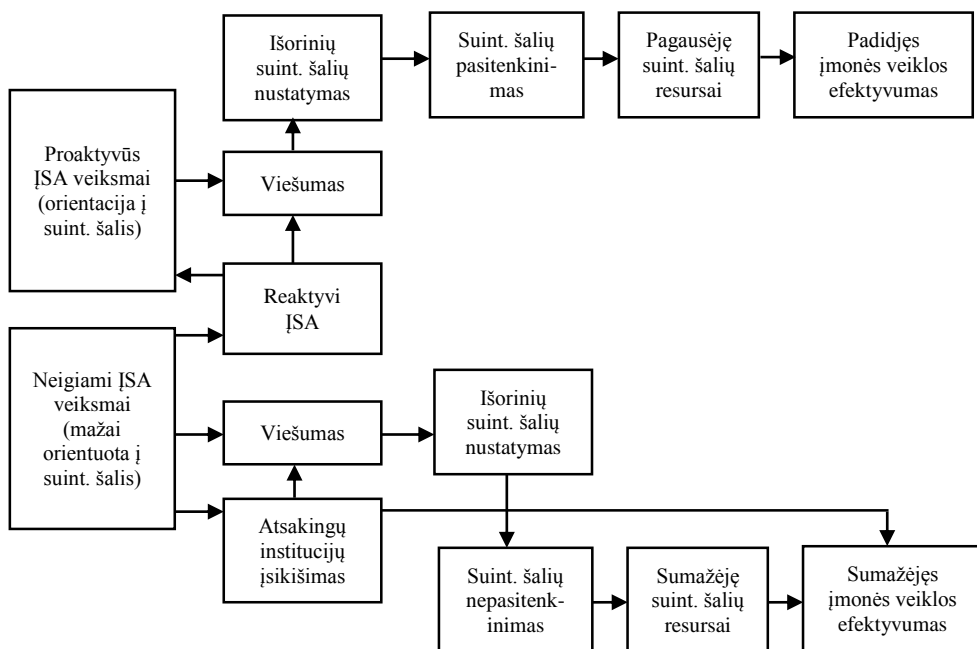 Išorinių
suint. šalių
nustatymas
Suint. šalių
pasitenkini-
mas
Pagausėję
suint. šalių
resursai
Padidjęs
įmonės veiklos
efektyvumas
Proaktyvūs
ĮSA veiksmai
(orientacija į
suint. šalis)
Viešumas
Reaktyvi
ĮSA
Neigiami ĮSA
veiksmai
(mažai
orientuota į
suint. šalis)
Viešumas
Išorinių
suint. šalių
nustatymas
Atsakingų
institucijų
įsikišimas
Suint. šalių
nepasitenk-
inimas
Sumažėję
suint. šalių
resursai
Sumažėjęs
įmonės veiklos
efektyvumas